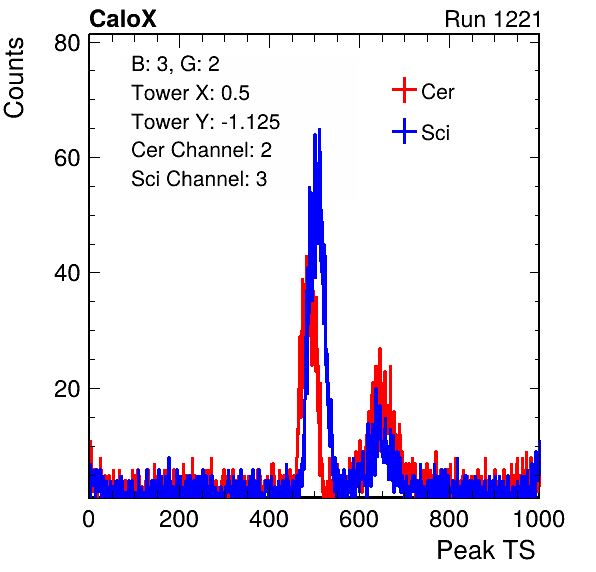 CaloX Run 1221
80
60
40
20
Counts
B: 3, G: 2
Tower X: 0.5
Tower Y: -1.125
Cer Channel: 2
Sci Channel: 3
Cer
Sci
0 200 400 600 800 1000
Peak TS